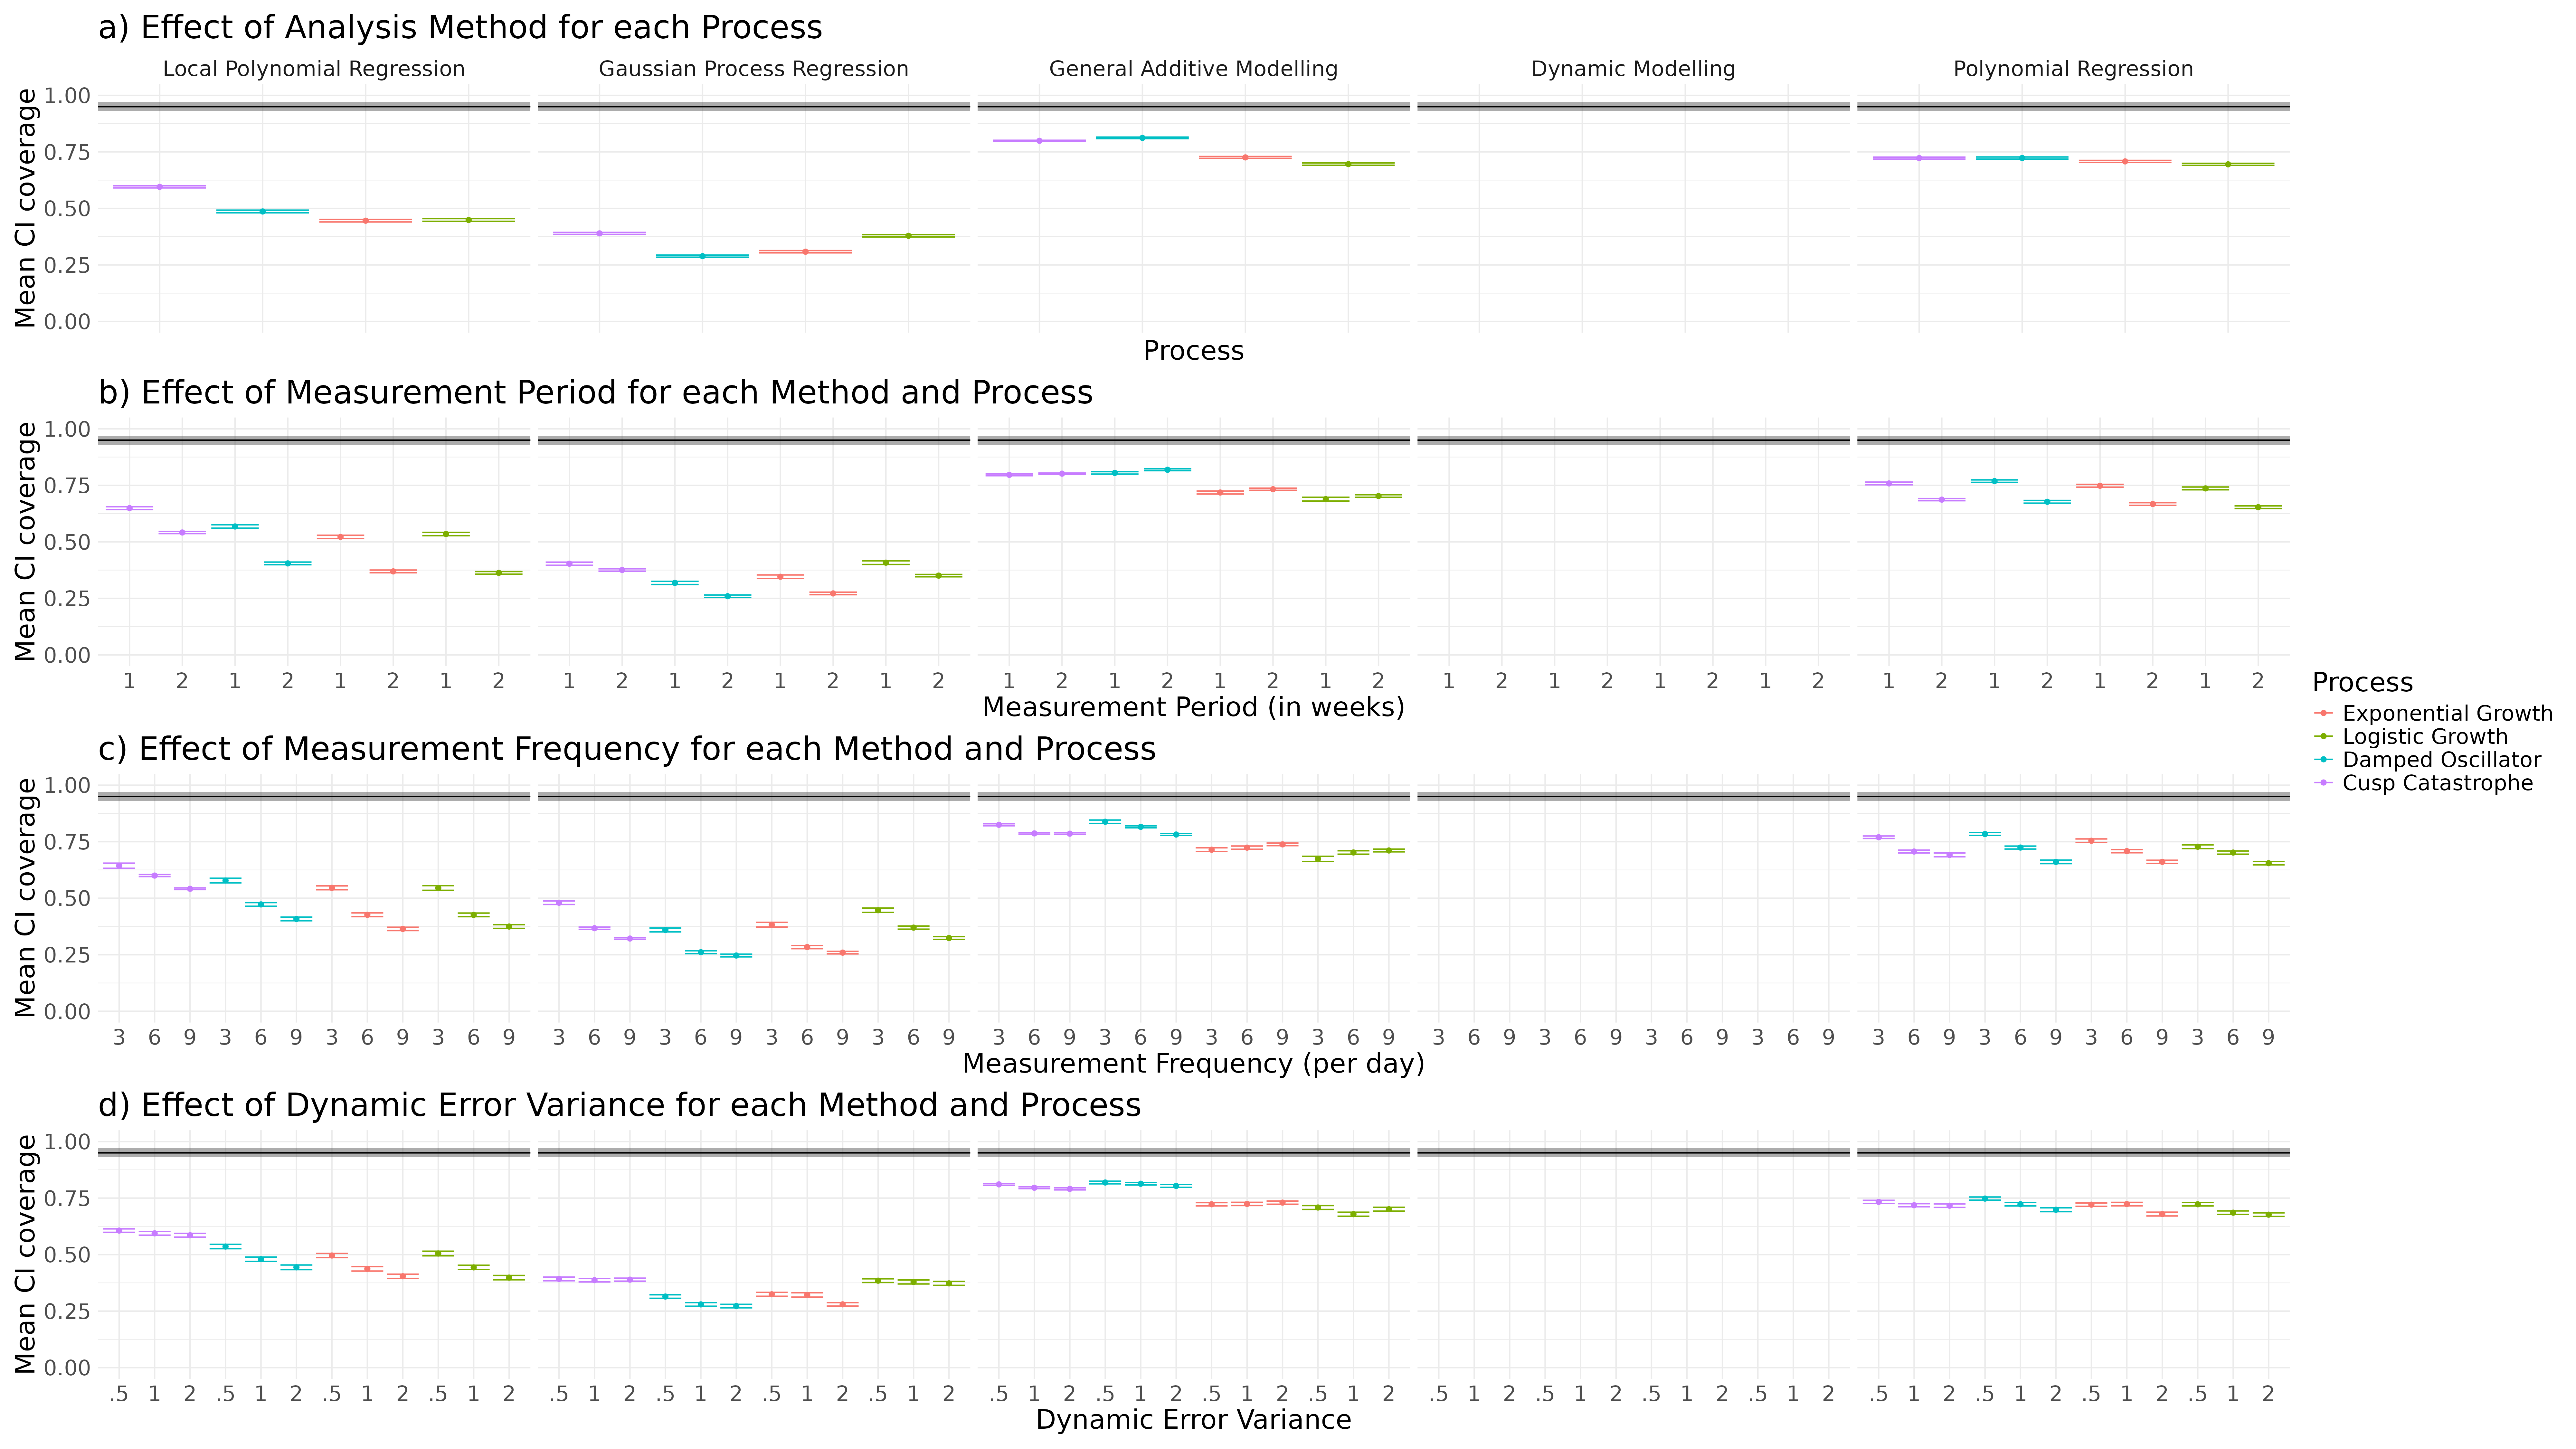 a) Effect of Analysis Method for each Process
Local Polynomial Regression Gaussian Process Regression General Additive Modelling Dynamic Modelling Polynomial Regression
Mean CI coverage
1.00
0.75
0.50
0.25
0.00
Process
b) Effect of Measurement Period for each Method and Process
Mean CI coverage
1.00
0.75
0.50
0.25
0.00
1 2 1 2 1 2 1 2 1 2 1 2 1 2 1 2 1 2 1 2 1 2 1 2 1 2 1 2 1 2 1 2 1 2 1 2 1 2 1 2
Measurement Period (in weeks)
Process
Exponential Growth
Logistic Growth
Damped Oscillator
Cusp Catastrophe
c) Effect of Measurement Frequency for each Method and Process
Mean CI coverage
1.00
0.75
0.50
0.25
0.00
3 6 9 3 6 9 3 6 9 3 6 9 3 6 9 3 6 9 3 6 9 3 6 9 3 6 9 3 6 9 3 6 9 3 6 9 3 6 9 3 6 9 3 6 9 3 6 9 3 6 9 3 6 9 3 6 9 3 6 9
Measurement Frequency (per day)
d) Effect of Dynamic Error Variance for each Method and Process
Mean CI coverage
1.00
0.75
0.50
0.25
0.00
.5 1 2 .5 1 2 .5 1 2 .5 1 2 .5 1 2 .5 1 2 .5 1 2 .5 1 2 .5 1 2 .5 1 2 .5 1 2 .5 1 2 .5 1 2 .5 1 2 .5 1 2 .5 1 2 .5 1 2 .5 1 2 .5 1 2 .5 1 2
Dynamic Error Variance